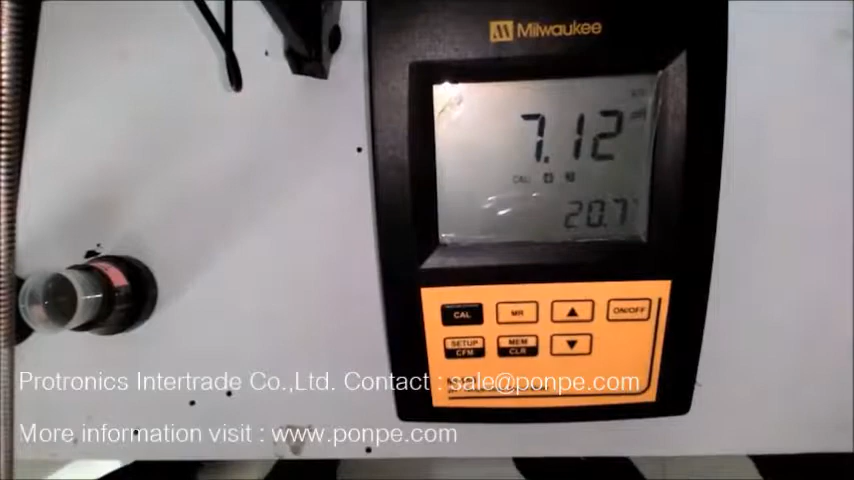 Milwaukee
7.12
CAL
20.7°
CAL
MR
▲
ON/OFF
SETUP
CFM
MEM
CLR
▼
Protronics Intertrade Co.,Ltd. Contact : sale@ponpe.com
More information visit : www.ponpe.com